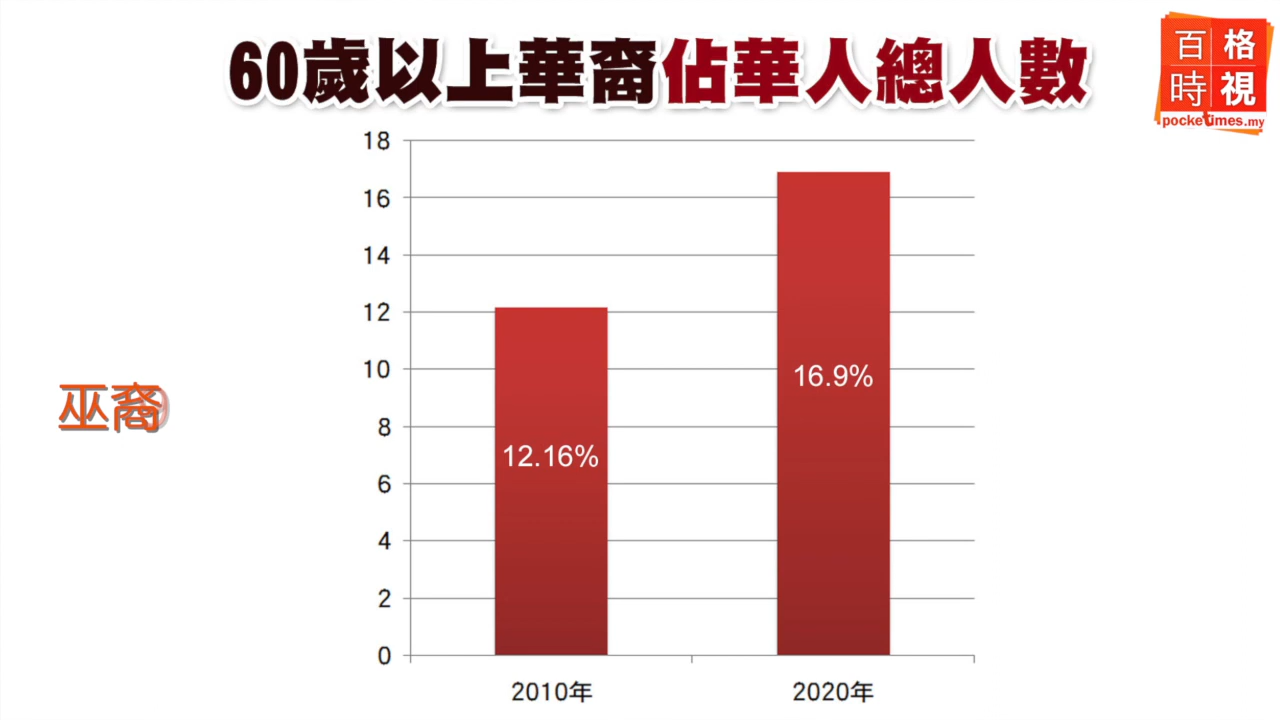 60歲以上華裔佔華人總人數
百格
時視
pocketimes.my
18
16
14
12
10
8
6
4
2
0
16.9%
12.16%
巫裔
2010年
2020年